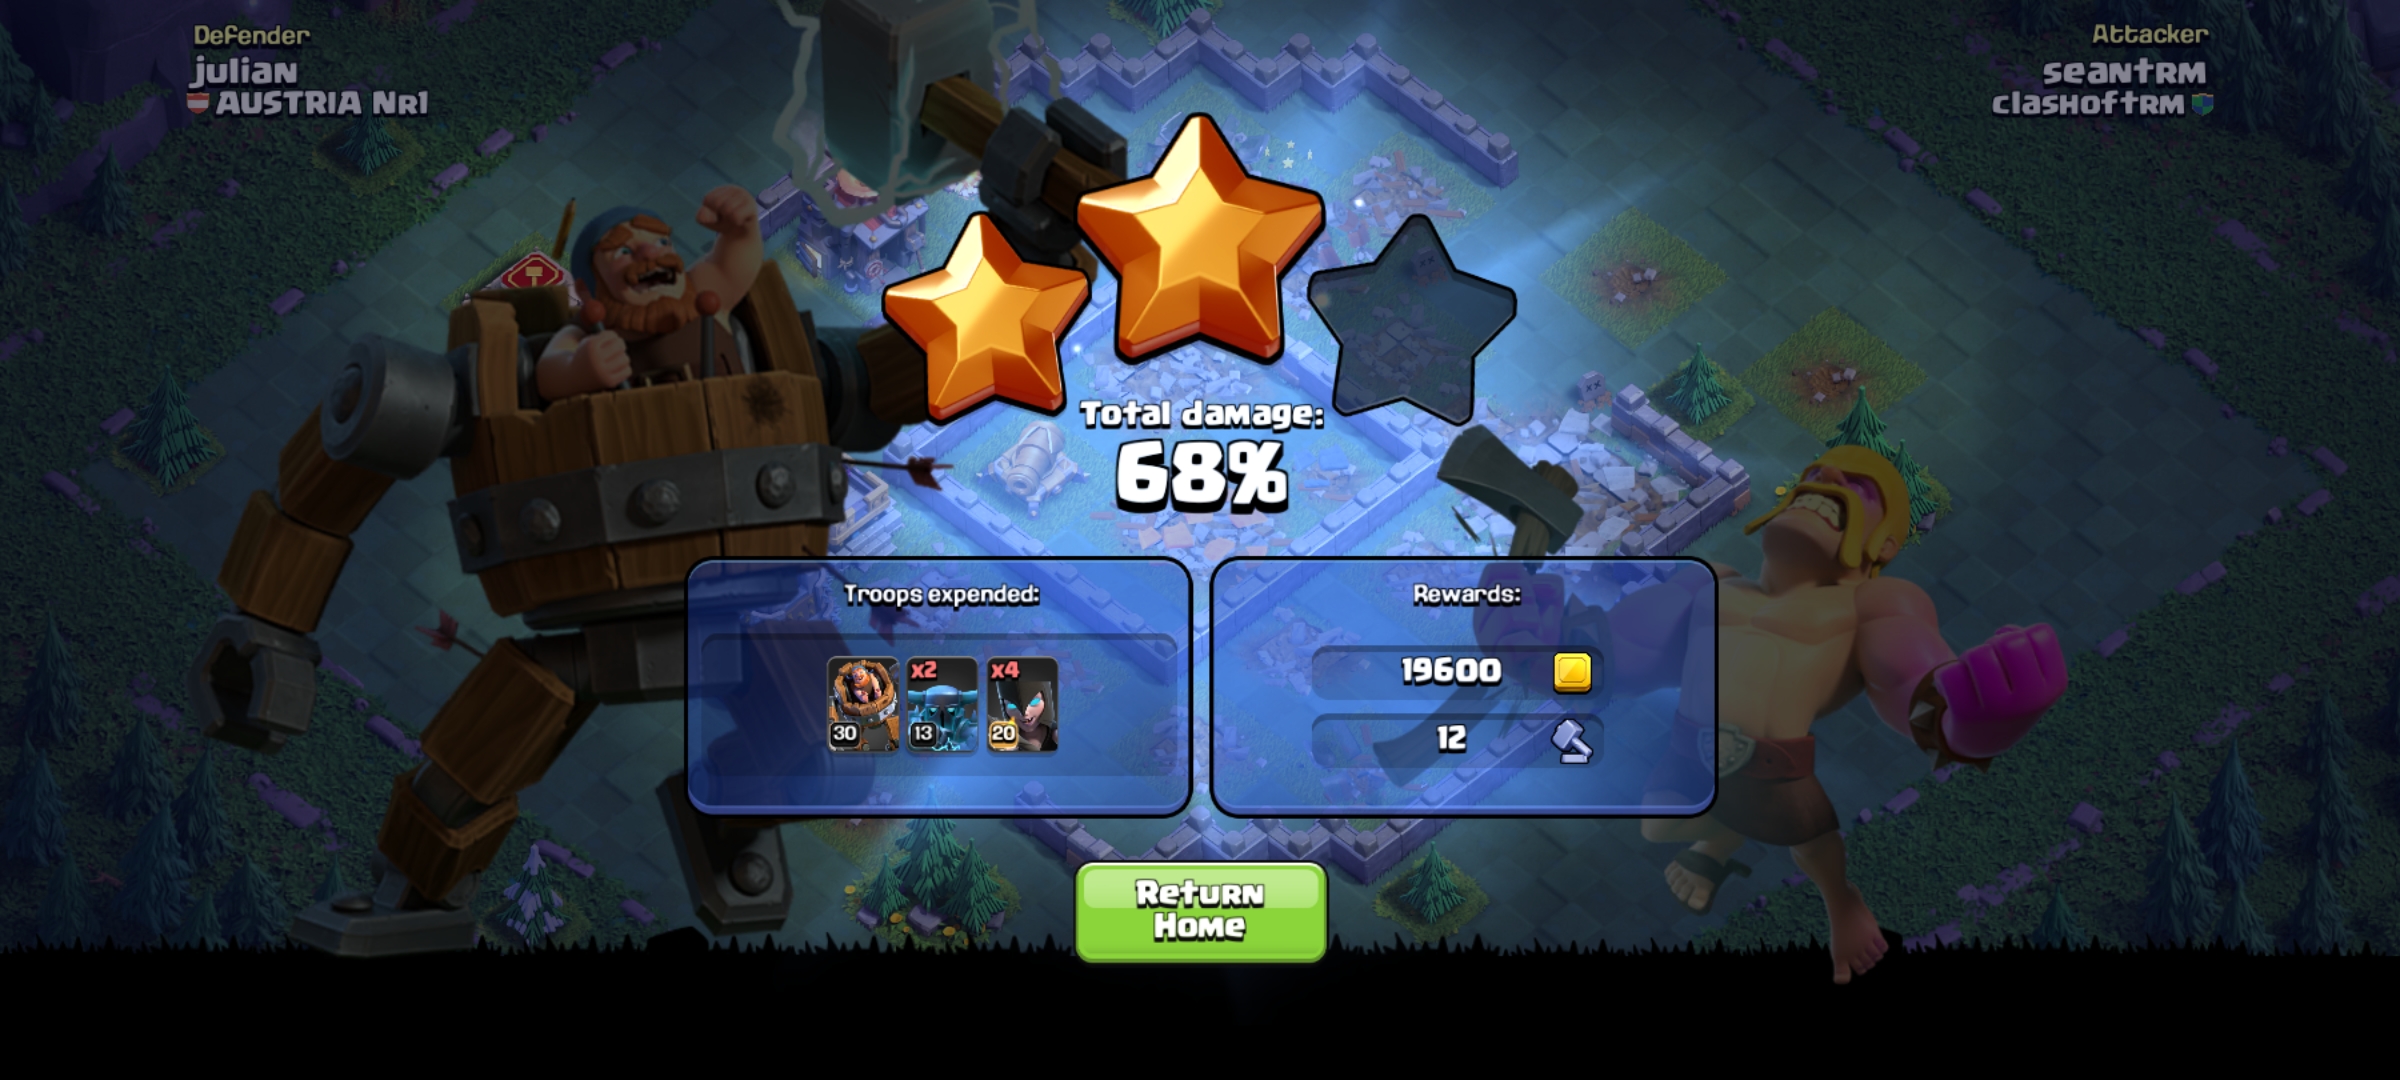 Defender
julian
AUSTRIA Nr1
Attacker
seantrm
clashoftrm
Total damage:
68%
Troops expended:
x2
x4
30
13
20
Rewards:
19600
12
Return
Home